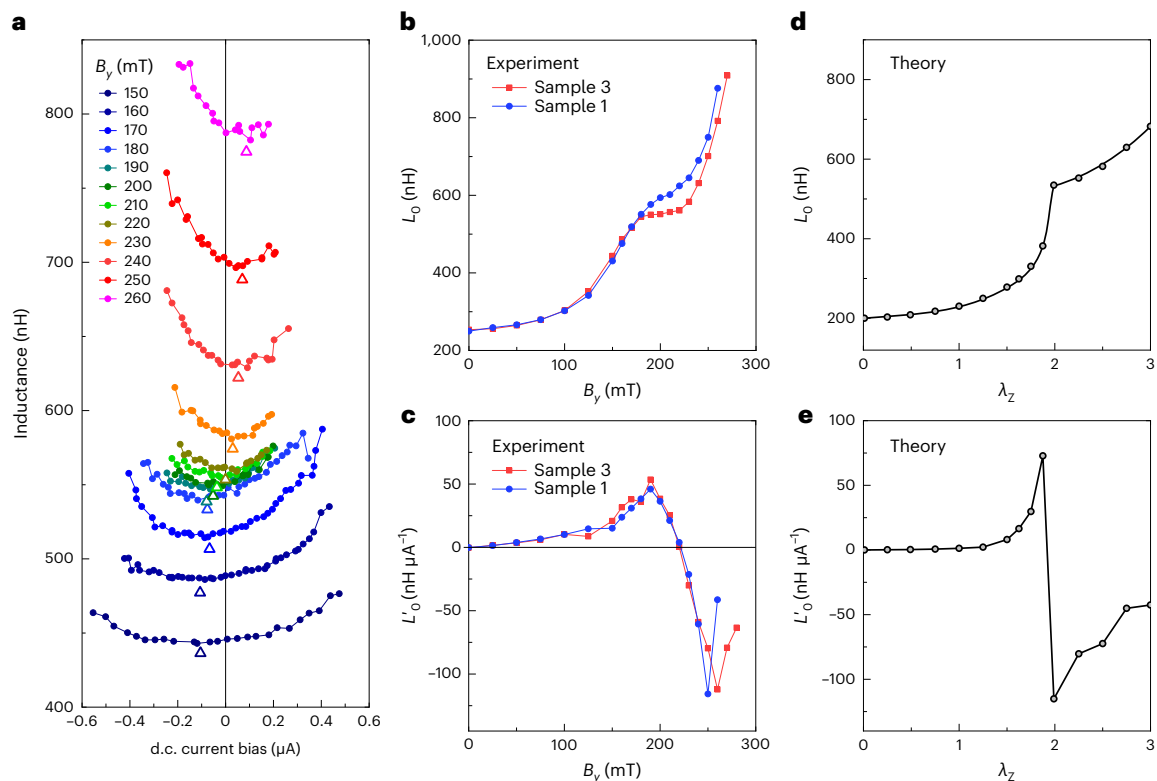 a
B_y (mT)
150
160
170
180
190
200
210
220
230
240
250
260
Inductance (nH)
800
700
600
500
400
−0.6
−0.4
−0.2
0
0.2
0.4
0.6
d.c. current bias (μA)
b
Experiment
Sample 3
Sample 1
L_0 (nH)
1,000
800
600
400
200
0
100
200
300
B_y (mT)
c
Experiment
Sample 3
Sample 1
L′_0 (nH μA⁻¹)
100
50
0
−50
−100
0
100
200
300
B_y (mT)
d
Theory
L_0 (nH)
800
600
400
200
0
1
2
3
λ_Z
e
Theory
L′_0 (nH μA⁻¹)
100
50
0
−50
−100
0
1
2
3
λ_Z